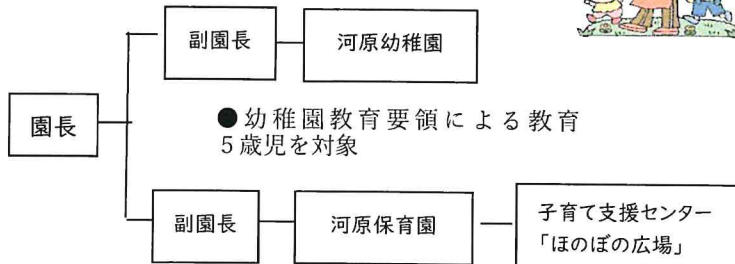 副園長
河原幼稚園
園長
●幼稚園教育要領による教育
5歳児を対象
副園長
河原保育園
子育て支援センター
「ほのぼの広場」